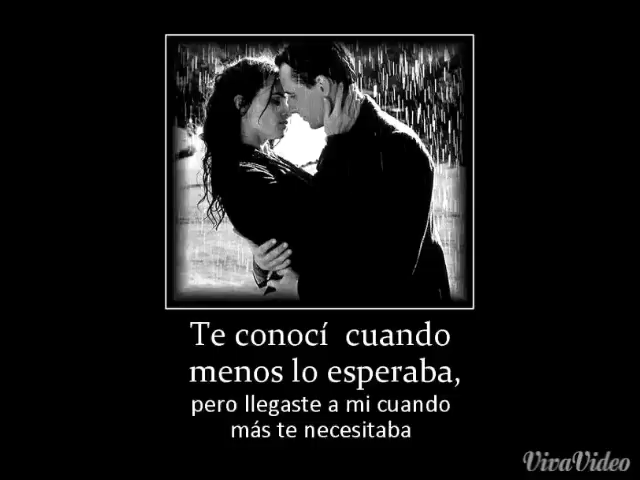 Te conocí cuando
menos lo esperaba,
pero llegaste a mi cuando
más te necesitaba
VivaVideo